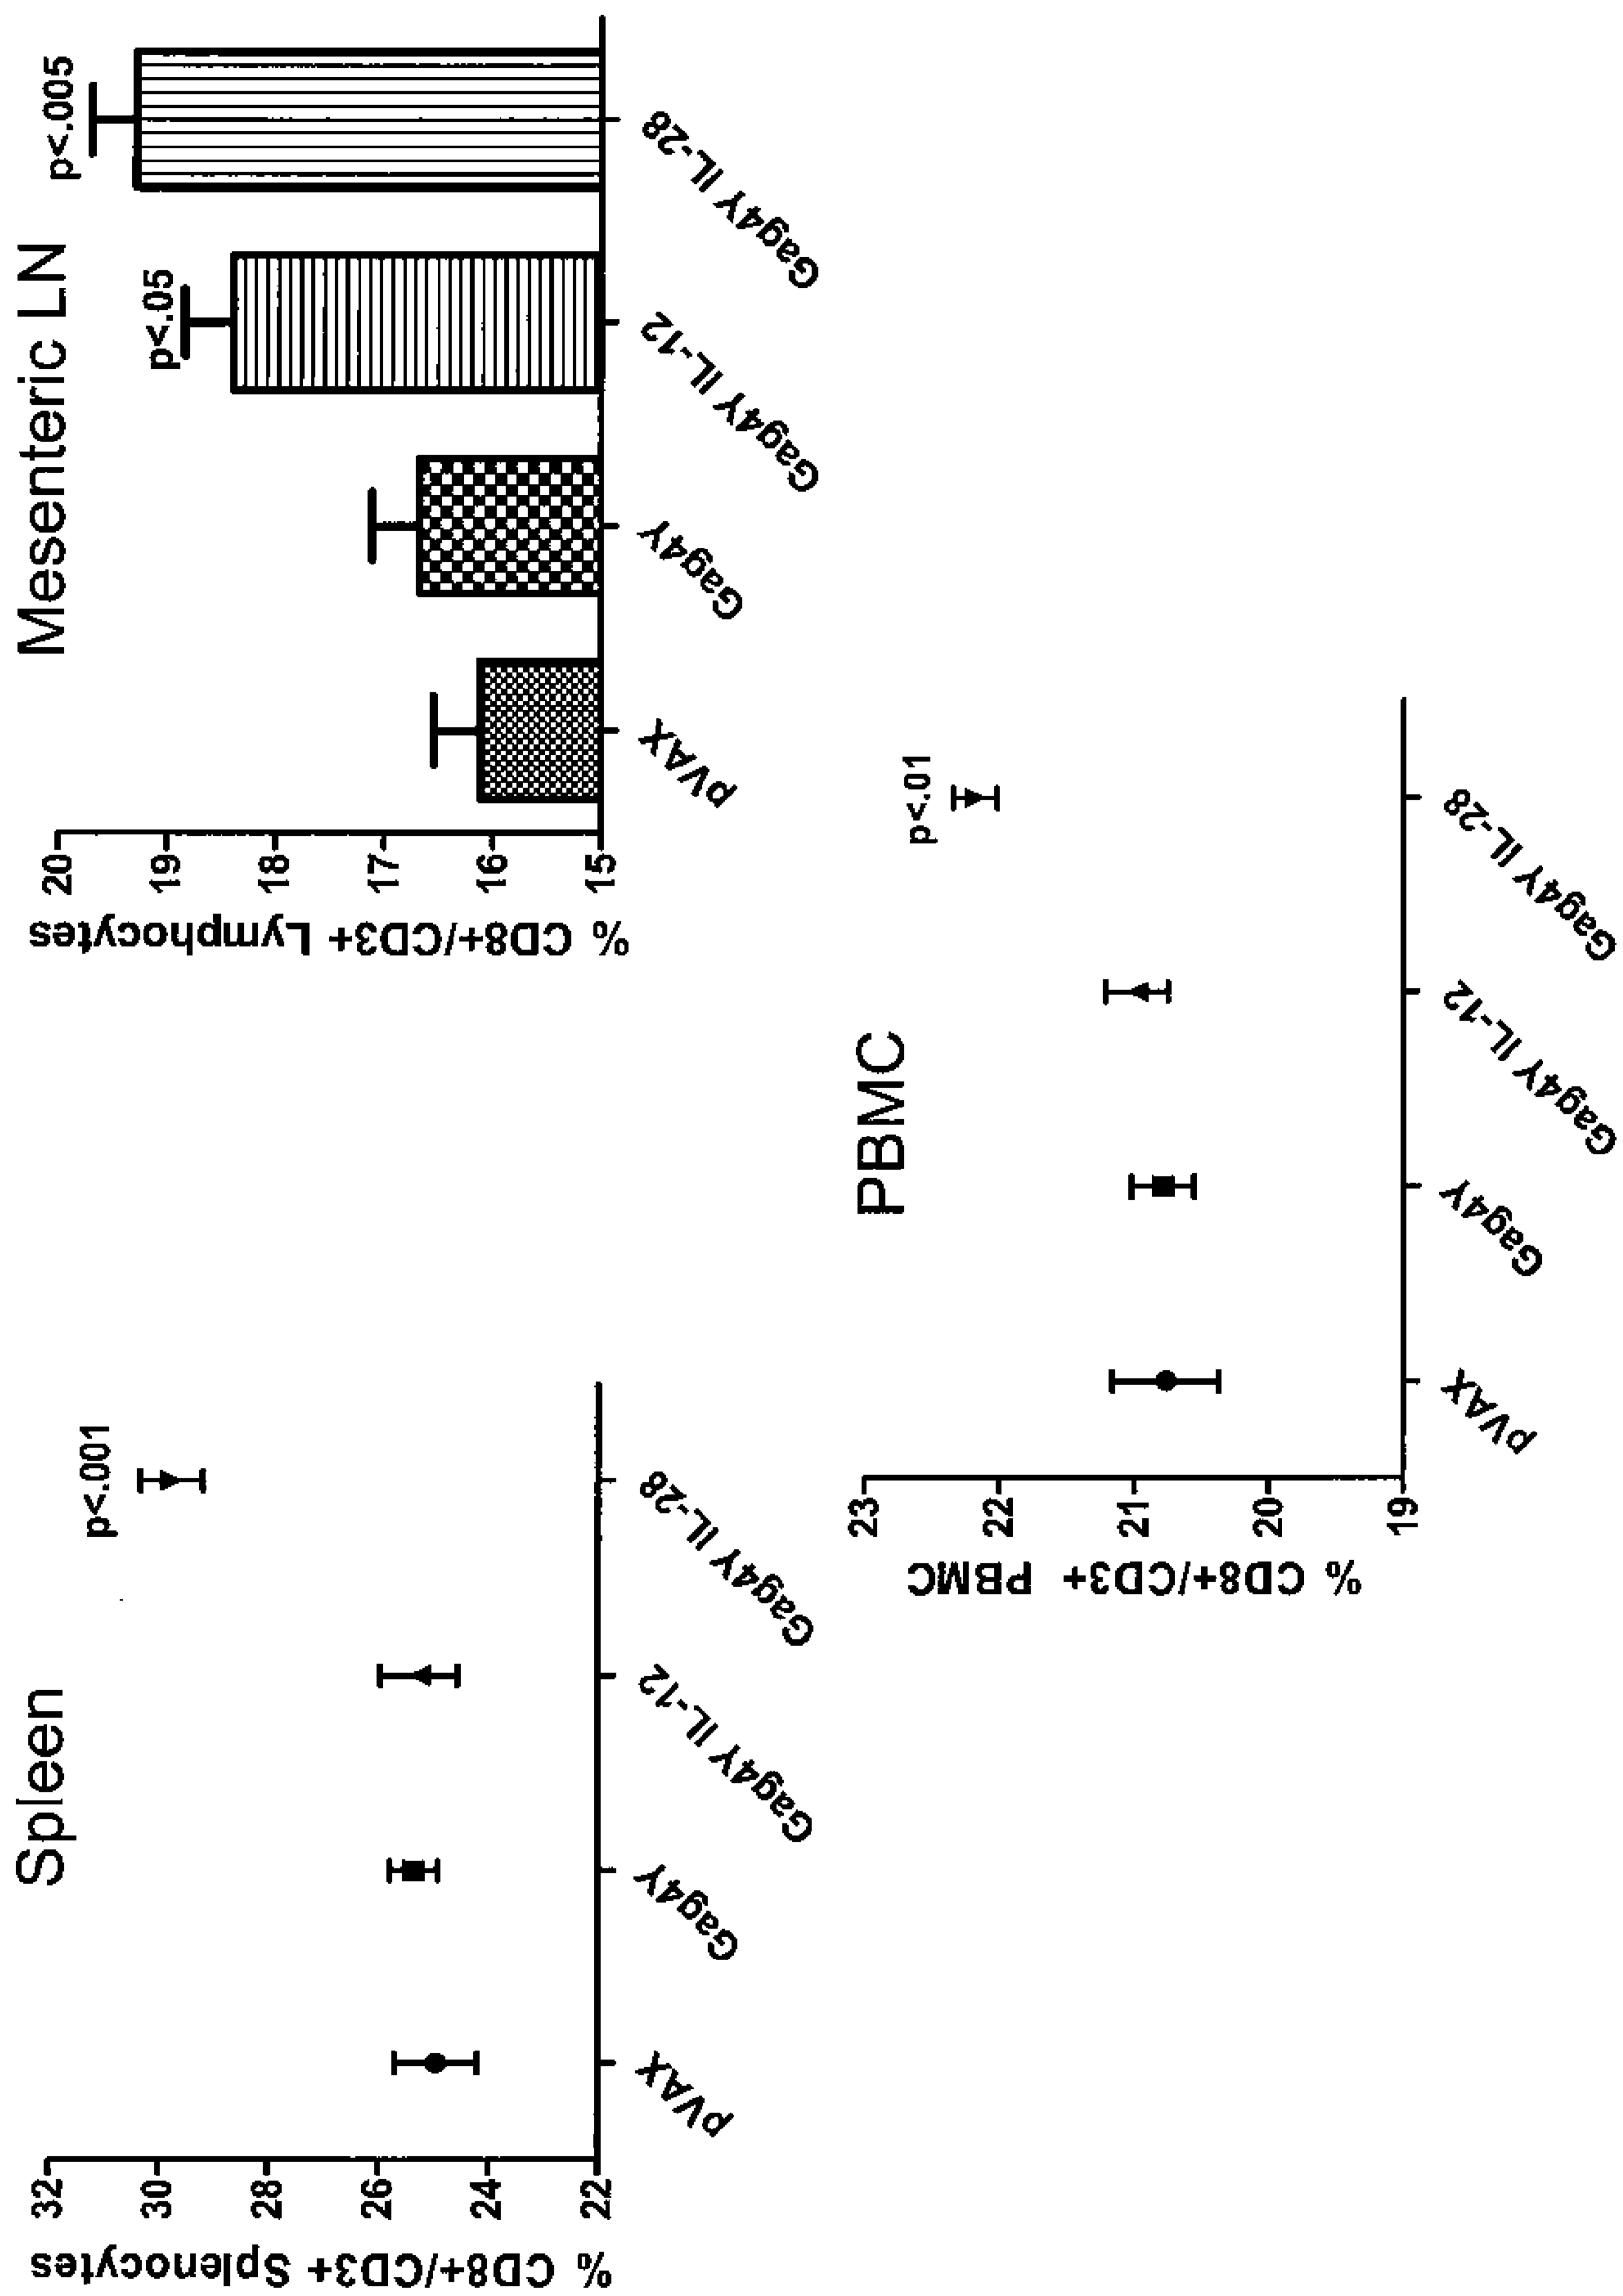 Spleen
% CD8+/CD3+ Splenocytes
32
30
28
26
24
22
pVAX
Gag4Y
Gag4Y IL-12
Gag4Y IL-28
p<.001
Mesenteric LN
% CD8+/CD3+ Lymphocytes
20
19
18
17
16
15
pVAX
Gag4Y
Gag4Y IL-12
Gag4Y IL-28
p<.05
p<.005
PBMC
% CD8+/CD3+ PBMC
23
22
21
20
19
pVAX
Gag4Y
Gag4Y IL-12
Gag4Y IL-28
p<.01